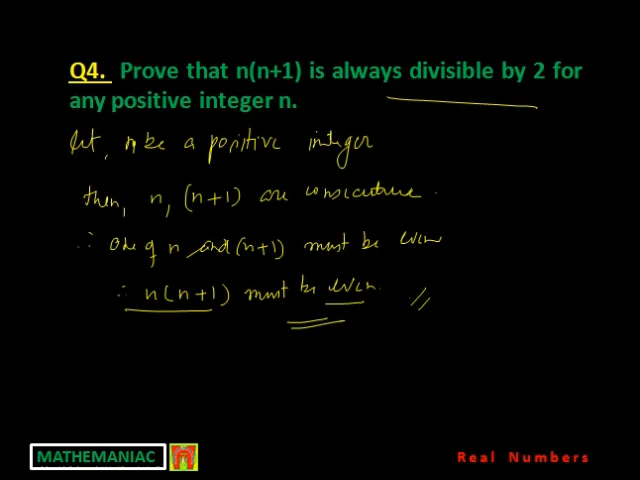 Q4. Prove that n(n+1) is always divisible by 2 for
any positive integer n.
Let, n be a positive integer
then, n, (n+1) are consecutive.
∴ One of n and (n+1) must be even
∴ n(n+1) must be even.
MATHEMANIAC
Real Numbers